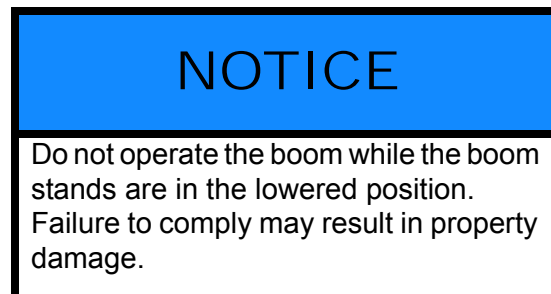 NOTICE
Do not operate the boom while the boom
stands are in the lowered position.
Failure to comply may result in property
damage.